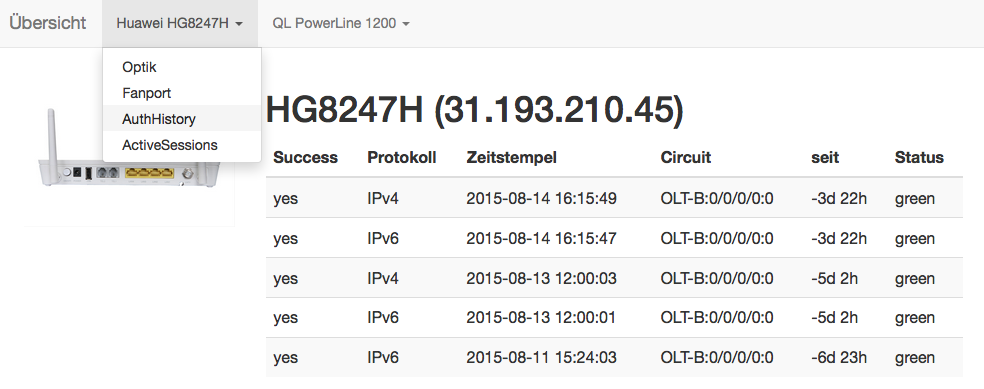 Übersicht Huawei HG8247H QL PowerLine 1200
Optik
Fanport
AuthHistory
ActiveSessions
HG8247H (31.193.210.45)
Success Protokoll Zeitstempel Circuit seit Status
yes IPv4 2015-08-14 16:15:49 OLT-B:0/0/0/0:0 -3d 22h green
yes IPv6 2015-08-14 16:15:47 OLT-B:0/0/0/0:0 -3d 22h green
yes IPv4 2015-08-13 12:00:03 OLT-B:0/0/0/0:0 -5d 2h green
yes IPv6 2015-08-13 12:00:01 OLT-B:0/0/0/0:0 -5d 2h green
yes IPv6 2015-08-11 15:24:03 OLT-B:0/0/0/0:0 -6d 23h green